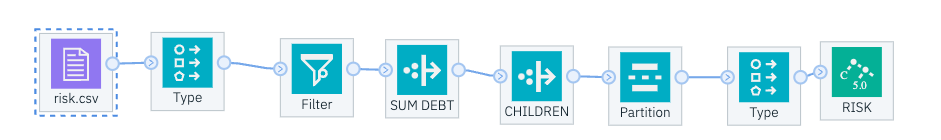 risk.csv
Type
Filter
SUM DEBT
CHILDREN
Partition
Type
C 5.0
RISK